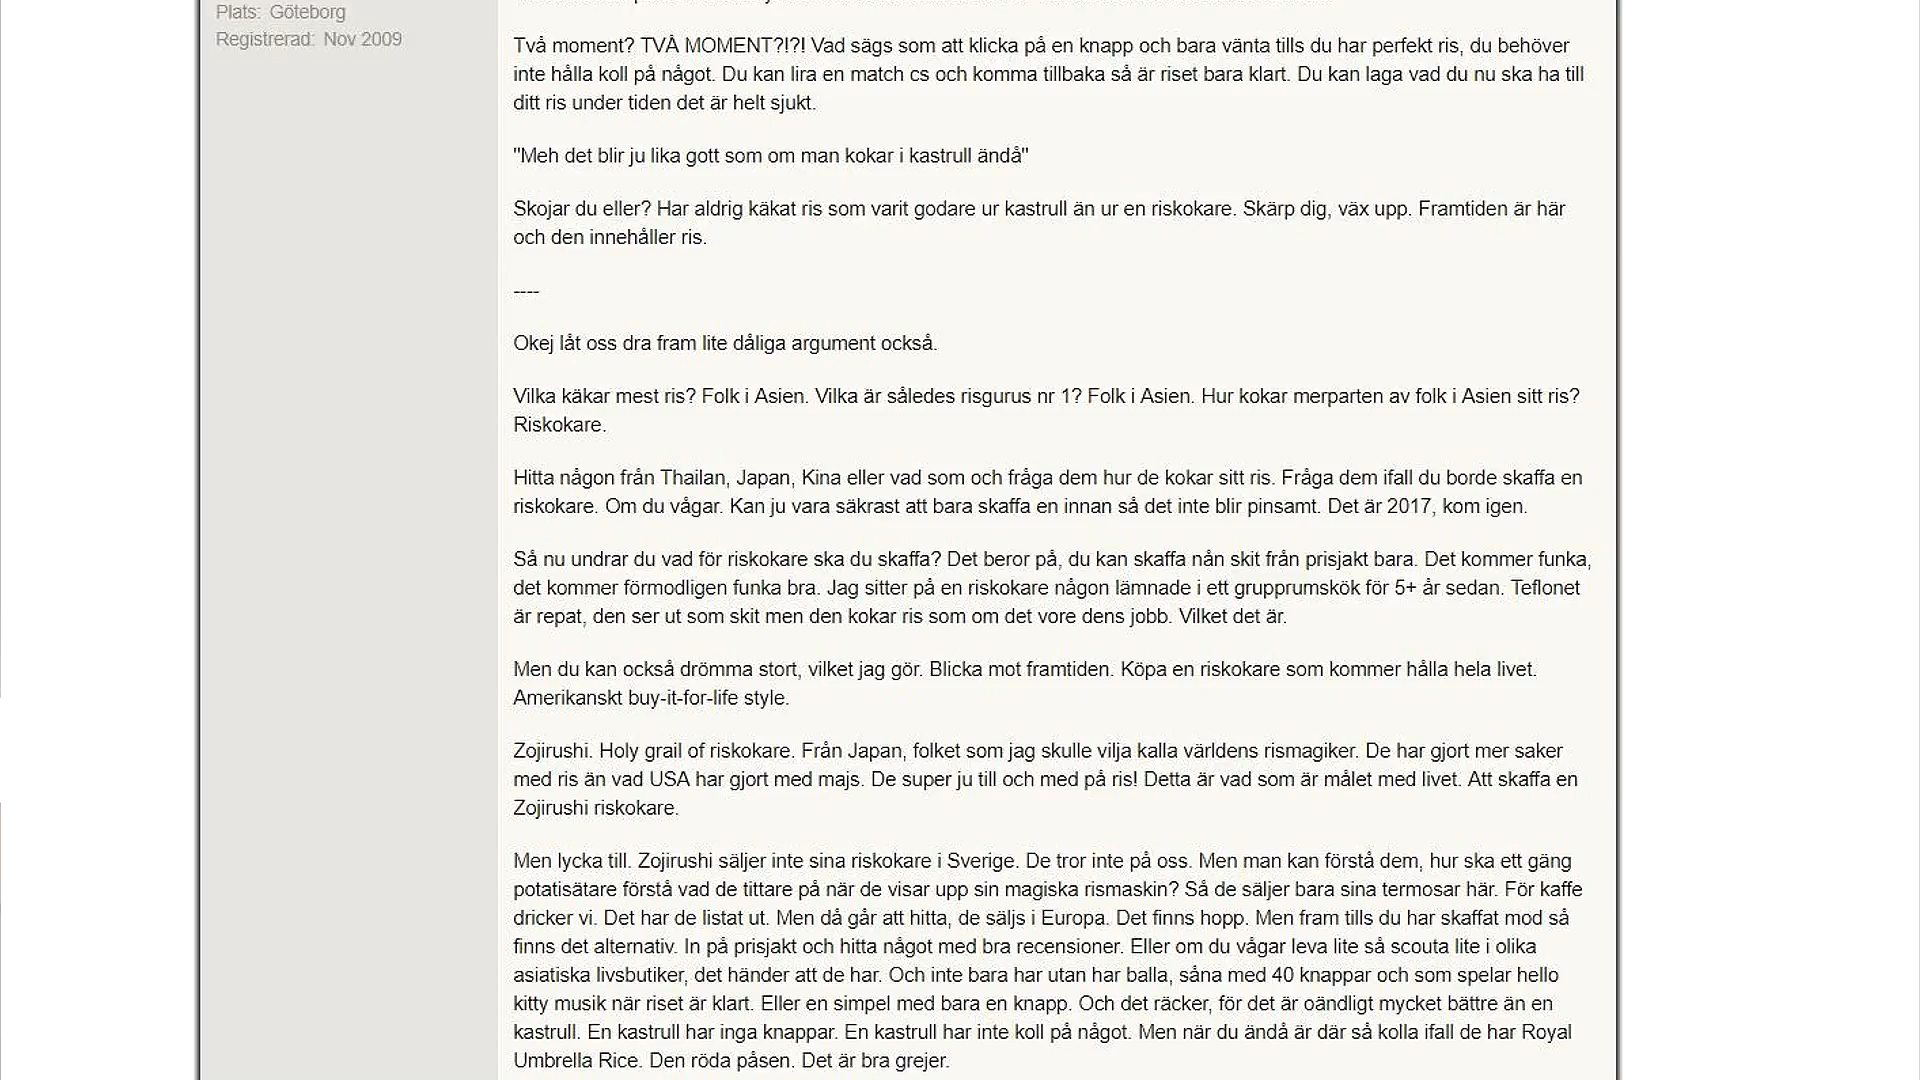 Plats: Göteborg
Registrerad: Nov 2009
Två moment? TVÅ MOMENT?!?! Vad sägs som att klicka på en knapp och bara vänta tills du har perfekt ris, du behöver
inte hålla koll på något. Du kan lira en match cs och komma tillbaka så är riset bara klart. Du kan laga vad du nu ska ha till
ditt ris under tiden det är helt sjukt.
"Meh det blir ju lika gott som om man kokar i kastrull ändå"
Skojar du eller? Har aldrig käkat ris som varit godare ur kastrull än ur en riskokare. Skärp dig, väx upp. Framtiden är här
och den innehåller ris.
----
Okej låt oss dra fram lite dåliga argument också.
Vilka käkar mest ris? Folk i Asien. Vilka är således risgurus nr 1? Folk i Asien. Hur kokar merparten av folk i Asien sitt ris?
Riskokare.
Hitta någon från Thailan, Japan, Kina eller vad som och fråga dem hur de kokar sitt ris. Fråga dem ifall du borde skaffa en
riskokare. Om du vågar. Kan ju vara säkrast att bara skaffa en innan så det inte blir pinsamt. Det är 2017, kom igen.
Så nu undrar du vad för riskokare ska du skaffa? Det beror på, du kan skaffa nån skit från prisjakt bara. Det kommer funka,
det kommer förmodligen funka bra. Jag sitter på en riskokare någon lämnade i ett grupprumskök för 5+ år sedan. Teflonet
är repat, den ser ut som skit men den kokar ris som om det vore dens jobb. Vilket det är.
Men du kan också drömma stort, vilket jag gör. Blicka mot framtiden. Köpa en riskokare som kommer hålla hela livet.
Amerikanskt buy-it-for-life style.
Zojirushi. Holy grail of riskokare. Från Japan, folket som jag skulle vilja kalla världens rismagiker. De har gjort mer saker
med ris än vad USA har gjort med majs. De super ju till och med på ris! Detta är vad som är målet med livet. Att skaffa en
Zojirushi riskokare.
Men lycka till. Zojirushi säljer inte sina riskokare i Sverige. De tror inte på oss. Men man kan förstå dem, hur ska ett gäng
potatisätare förstå vad de tittare på när de visar upp sin magiska rismaskin? Så de säljer bara sina termosar här. För kaffe
dricker vi. Det har de listat ut. Men då går att hitta, de säljs i Europa. Det finns hopp. Men fram tills du har skaffat mod så
finns det alternativ. In på prisjakt och hitta något med bra recensioner. Eller om du vågar leva lite så scouta lite i olika
asiatiska livsbutiker, det händer att de har. Och inte bara har utan har balla, såna med 40 knappar och som spelar hello
kitty musik när riset är klart. Eller en simpel med bara en knapp. Och det räcker, för det är oändligt mycket bättre än en
kastrull. En kastrull har inga knappar. En kastrull har inte koll på något. Men när du ändå är där så kolla ifall de har Royal
Umbrella Rice. Den röda påsen. Det är bra grejer.